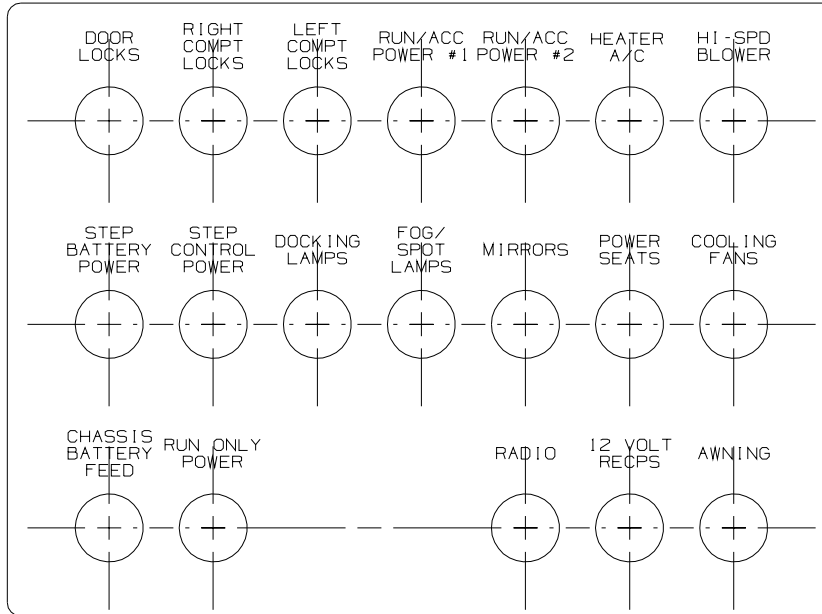 DOOR
LOCKS
RIGHT
COMPT
LOCKS
LEFT
COMPT
LOCKS
RUN/ACC
POWER #1
RUN/ACC
POWER #2
HEATER
A/C
HI-SPD
BLOWER
STEP
BATTERY
POWER
STEP
CONTROL
POWER
DOCKING
LAMPS
FOG/
SPOT
LAMPS
MIRRORS
POWER
SEATS
COOLING
FANS
CHASSIS
BATTERY
FEED
RUN ONLY
POWER
RADIO
12 VOLT
RECPS
AWNING